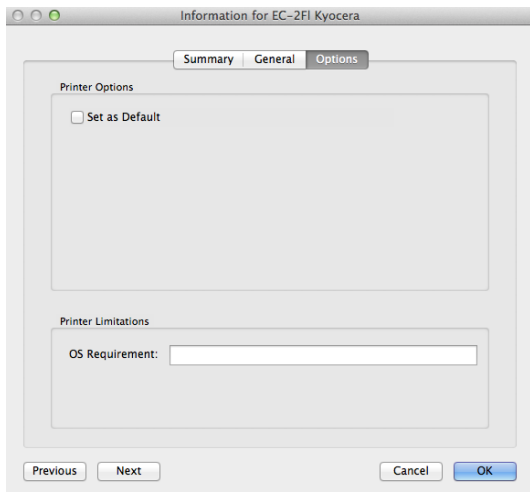 Information for EC-2Fl Kyocera
Summary General Options
Printer Options
Set as Default
Printer Limitations
OS Requirement:
Previous Next Cancel OK